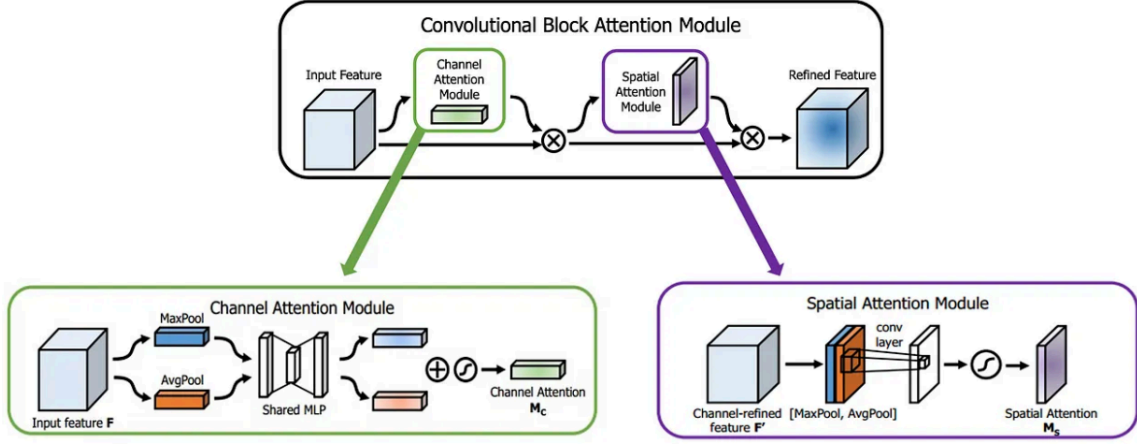 Convolutional Block Attention Module
Input Feature
Channel
Attention
Module
Spatial
Attention
Module
Refined Feature
Channel Attention Module
MaxPool
AvgPool
Input feature F
Shared MLP
Channel Attention
Mc
Spatial Attention Module
conv
layer
Channel-refined
feature F'
[MaxPool, AvgPool]
Spatial Attention
Ms